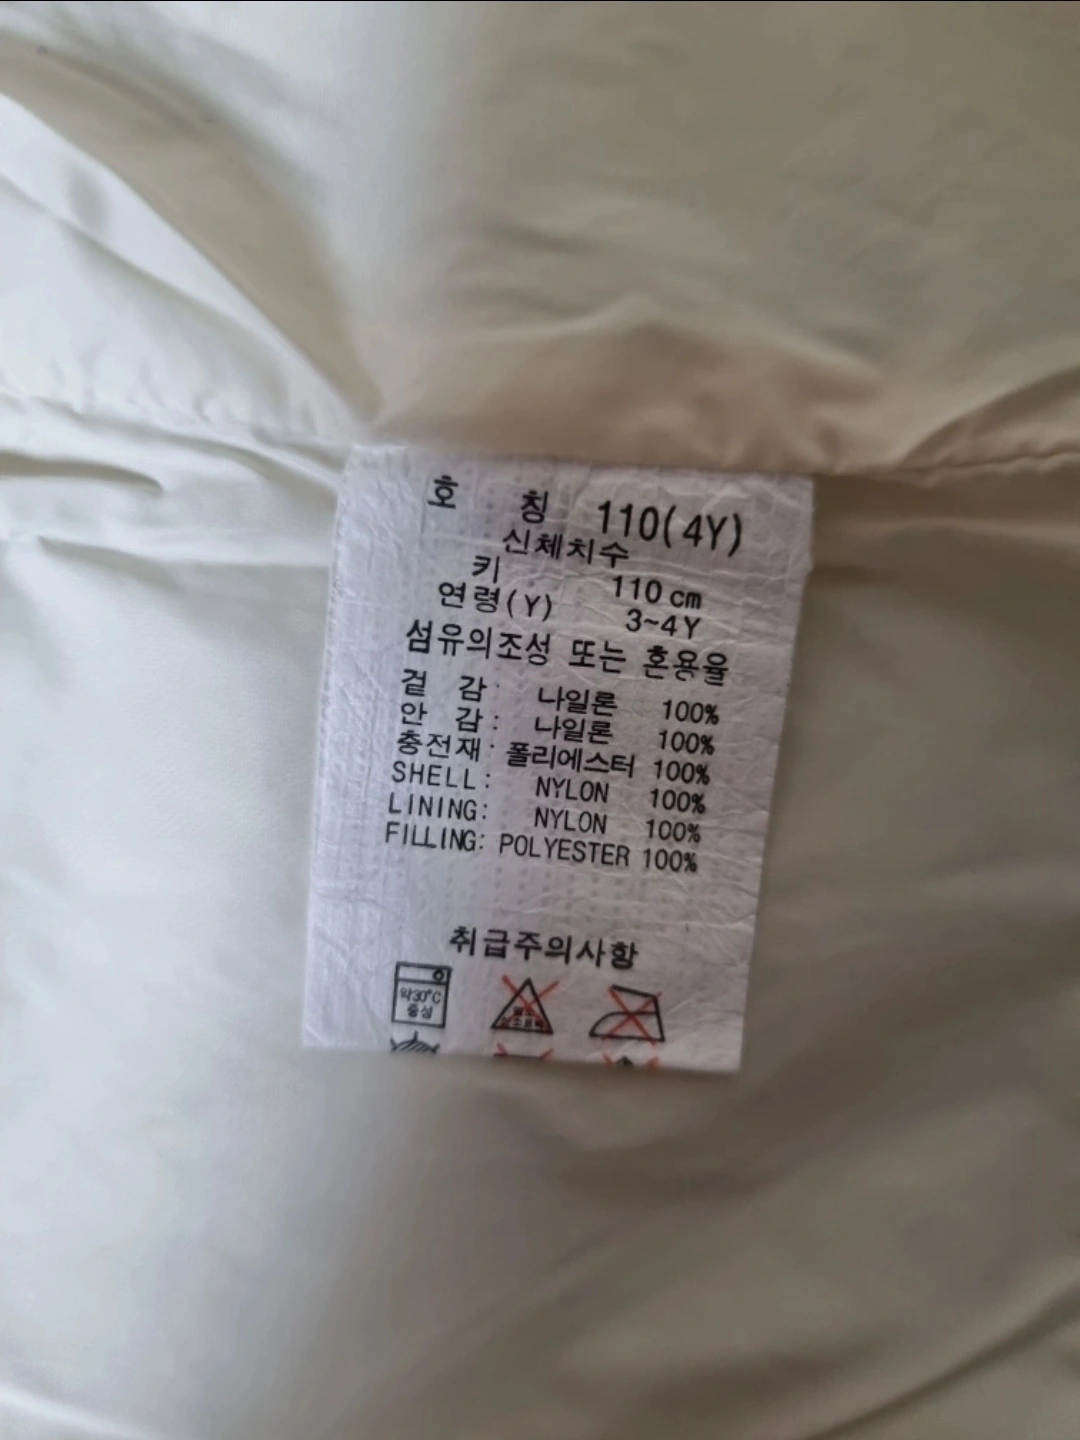 호 칭 110(4Y)
신체치수
키 110 cm
연령(Y) 3~4Y
섬유의조성 또는 혼용율
겉 감: 나일론 100%
안 감: 나일론 100%
충전재: 폴리에스터 100%
SHELL: NYLON 100%
LINING: NYLON 100%
FILLING: POLYESTER 100%
취급주의사항
약30℃
중성